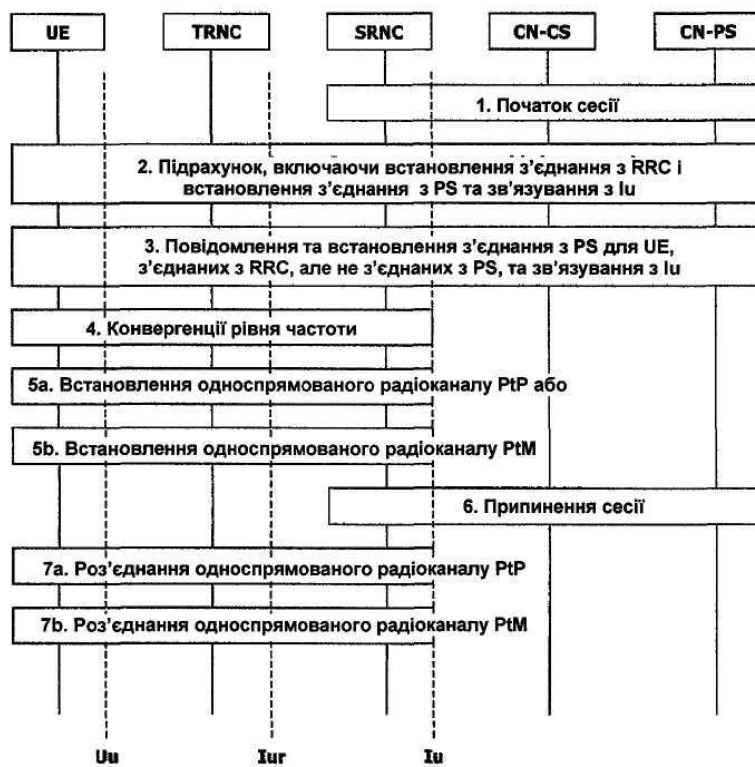 UE TRNC SRNC CN-CS CN-PS
1. Початок сесії
2. Підрахунок, включаючи встановлення з’єднання з RRC і
встановлення з’єднання з PS та зв’язування з Iu
3. Повідомлення та встановлення з’єднання з PS для UE,
з’єднаних з RRC, але не з’єднаних з PS, та зв’язування з Iu
4. Конвергенції рівня частоти
5a. Встановлення односпрямованого радіоканалу PtP або
5b. Встановлення односпрямованого радіоканалу PtM
6. Припинення сесії
7a. Роз’єднання односпрямованого радіоканалу PtP
7b. Роз’єднання односпрямованого радіоканалу PtM
Uu Iur Iu